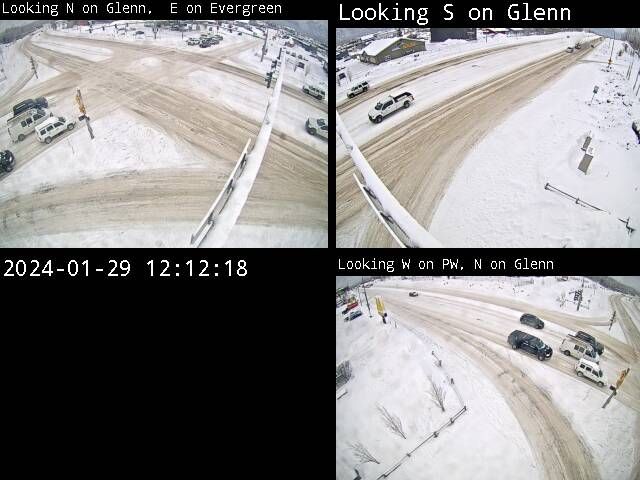 Looking N on Glenn,  E on Evergreen
Looking S on Glenn
2024-01-29 12:12:18
Looking W on PW, N on Glenn